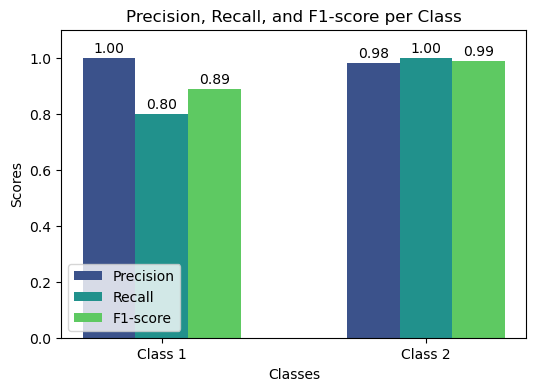 Precision, Recall, and F1-score per Class
1.00
0.80
0.89
0.98
1.00
0.99
1.0
0.8
0.6
0.4
0.2
0.0
Scores
Precision
Recall
F1-score
Class 1
Class 2
Classes